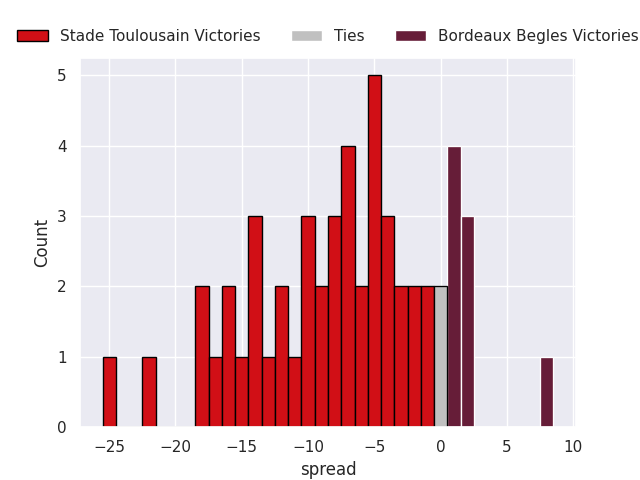 Stade Toulousain Victories Ties Bordeaux Begles Victories
5
4
3
2
1
0
Count
−25 −20 −15 −10 −5 0 5 10
spread